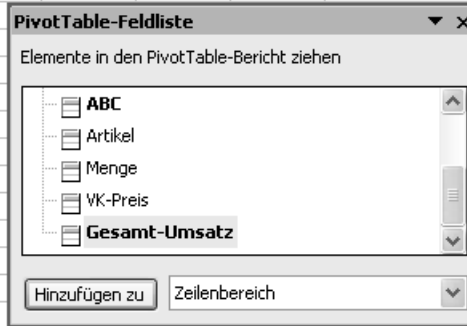 PivotTable-Feldliste
Elemente in den PivotTable-Bericht ziehen
ABC
Artikel
Menge
VK-Preis
Gesamt-Umsatz
Hinzufügen zu Zeilenbereich